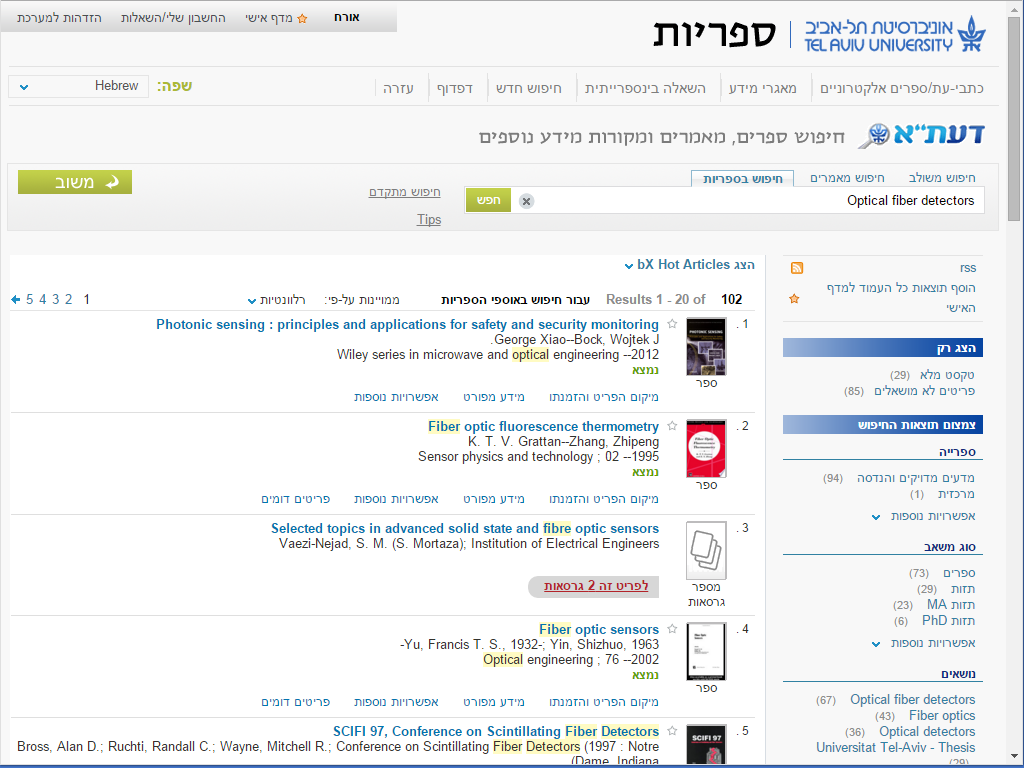 אורח
מדף אישי
החשבון שלי/השאלות
הזדהות למערכת
אוניברסיטת תל-אביב
TEL AVIV UNIVERSITY
ספריות
כתבי-עת/ספרים אלקטרוניים
מאגרי מידע
השאלה בינספרייתית
חיפוש חדש
דפדוף
עזרה
שפה:
Hebrew
דעת"א
חיפוש ספרים, מאמרים ומקורות מידע נוספים
חיפוש משולב
חיפוש מאמרים
חיפוש בספריות
Optical fiber detectors
חפש
חיפוש מתקדם
Tips
משוב
rss
הוסף תוצאות כל העמוד למדף
האישי
הצג רק
טקסט מלא (29)
פריטים לא מושאלים (85)
צמצום תוצאות החיפוש
ספרייה
מדעים מדויקים והנדסה (94)
מרכזית (1)
אפשרויות נוספות
סוג משאב
ספרים (73)
תזות (29)
תזות MA (23)
תזות PhD (6)
אפשרויות נוספות
נושאים
Optical fiber detectors (67)
Fiber optics (43)
Optical detectors (36)
Universitat Tel-Aviv - Thesis
(29)
הצג bX Hot Articles
102 Results 1 - 20 of עבור חיפוש באוספי הספריות
ממויינות על-פי: רלוונטיות
1 2 3 4 5
1 .
ספר
Photonic sensing : principles and applications for safety and security monitoring
.George Xiao--Bock, Wojtek J
Wiley series in microwave and optical engineering --2012
נמצא
מיקום הפריט והזמנתו מידע מפורט אפשרויות נוספות
2 .
ספר
Fiber optic fluorescence thermometry
K. T. V. Grattan--Zhang, Zhipeng
Sensor physics and technology ; 02 --1995
נמצא
מיקום הפריט והזמנתו מידע מפורט אפשרויות נוספות פריטים דומים
3 .
מספר
גרסאות
Selected topics in advanced solid state and fibre optic sensors
Vaezi-Nejad, S. M. (S. Mortaza); Institution of Electrical Engineers
לפריט זה 2 גרסאות
4 .
ספר
Fiber optic sensors
-Yu, Francis T. S., 1932-; Yin, Shizhuo, 1963
Optical engineering ; 76 --2002
נמצא
מיקום הפריט והזמנתו מידע מפורט אפשרויות נוספות פריטים דומים
5 .
SCIFI 97
SCIFI 97, Conference on Scintillating Fiber Detectors
Bross, Alan D.; Ruchti, Randall C.; Wayne, Mitchell R.; Conference on Scintillating Fiber Detectors (1997 : Notre
(Dame, Indiana